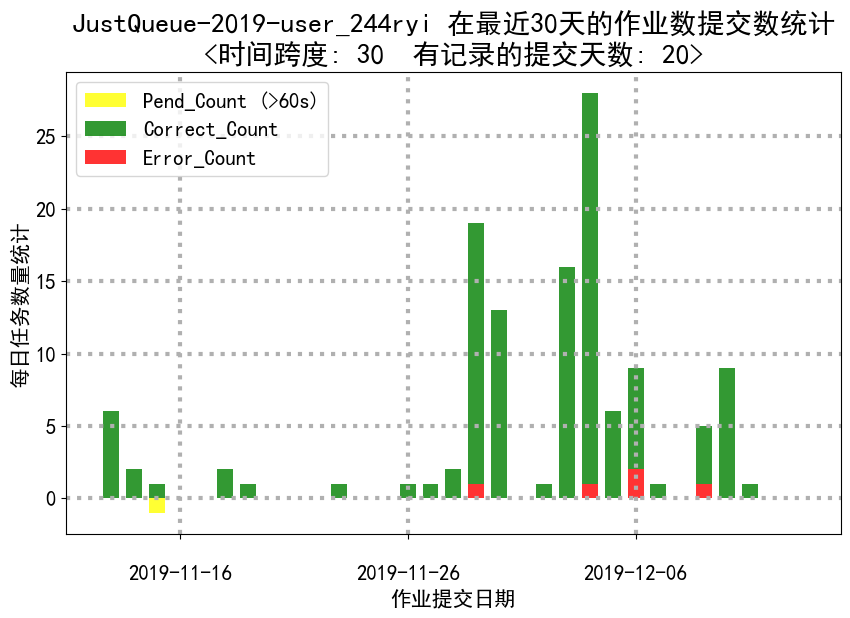 JustQueue-2019-user_244ryi 在最近30天的作业数提交数统计
<时间跨度: 30  有记录的提交天数: 20>
Pend_Count (>60s)
Correct_Count
Error_Count
每日任务数量统计
25
20
15
10
5
0
2019-11-16
2019-11-26
2019-12-06
作业提交日期